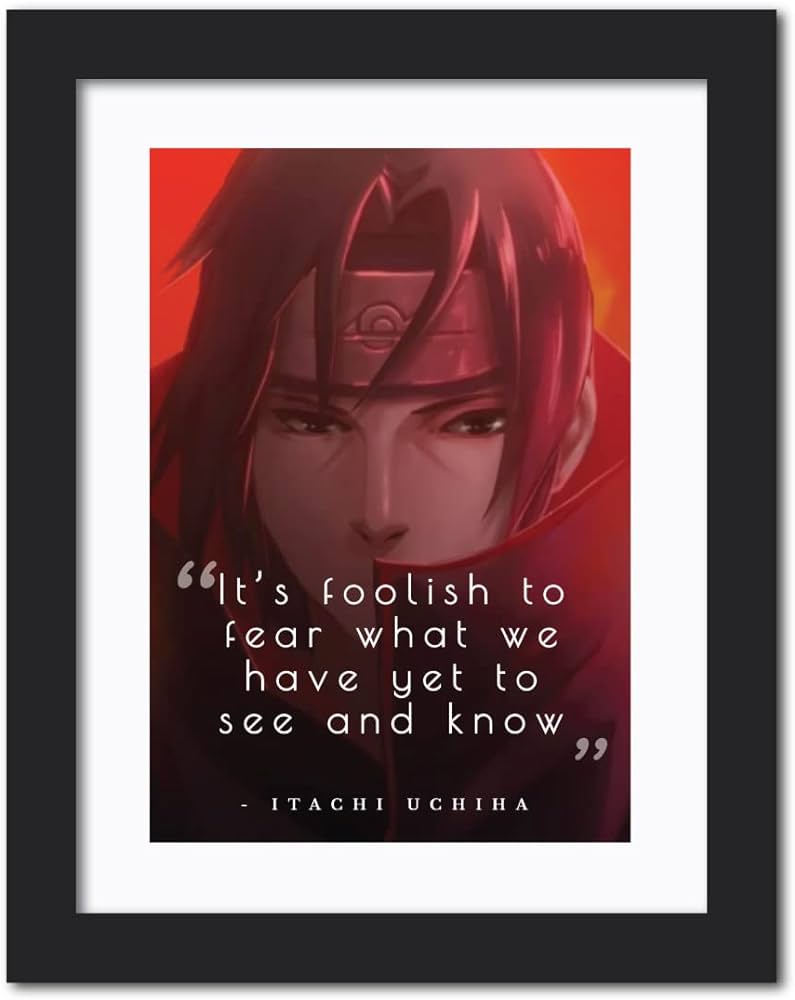 “It’s foolish to
fear what we
have yet to
see and know”
- ITACHI UCHIHA